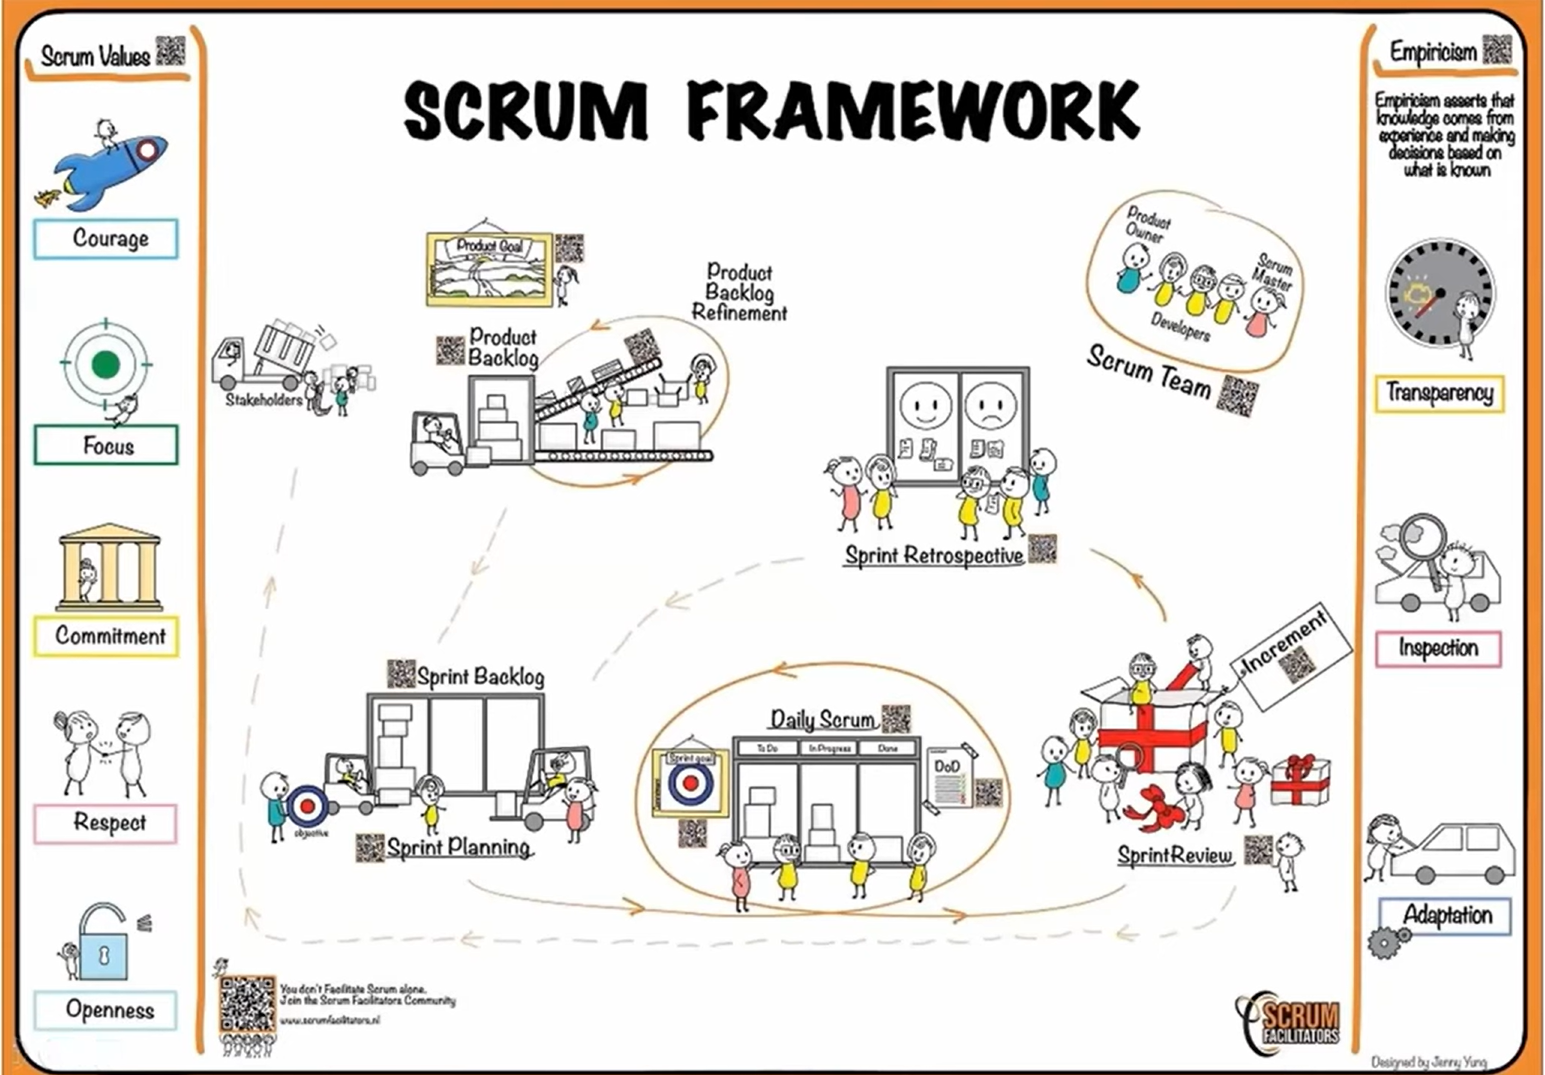 SCRUM FRAMEWORK
Scrum Values
Courage
Focus
Commitment
Respect
Openness
Product Goal
Product
Backlog
Product
Backlog
Refinement
Stakeholders
Product
Owner
Scrum
Master
Developers
Scrum Team
Sprint Retrospective
Sprint Backlog
objective
Sprint Planning
Daily Scrum
To Do
In Progress
Done
Sprint goal
DoD
Increment
Sprint Review
Empiricism
Empiricism asserts that
knowledge comes from
experience and making
decisions based on
what is known
Transparency
Inspection
Adaptation
You don't Facilitate Scrum alone.
Join the Scrum Facilitators Community
www.scrumfacilitators.nl
SCRUM
FACILITATORS
Designed by Jenny Yung